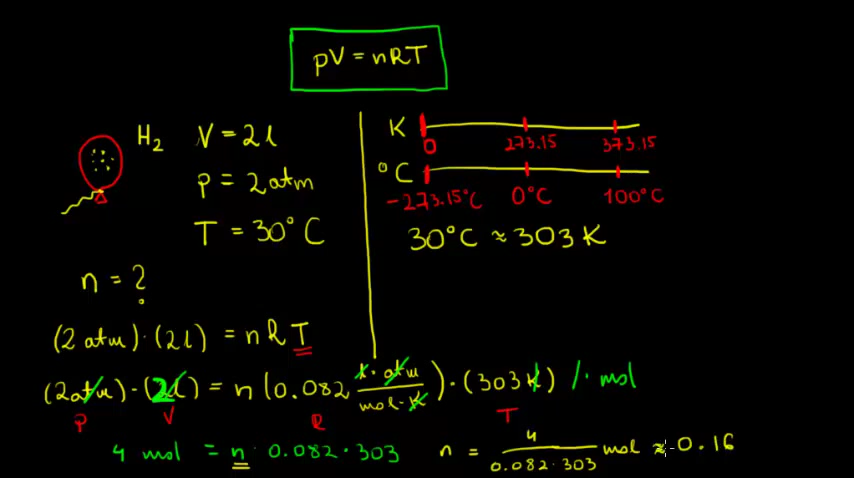 pV = nRT
H₂ V = 2l
p = 2atm
T = 30°C
n = ?
K
0 273.15 373.15
°C
-273.15°C 0°C 100°C
30°C ≈ 303K
(2 atm)·(2l) = nRT
(2atm)·(2l) = n(0.082 l·atm/mol·K)·(303K) /· mol
P V R T
4 mol = n · 0.082 · 303
n = 4/0.082·303 mol ≈ 0.16